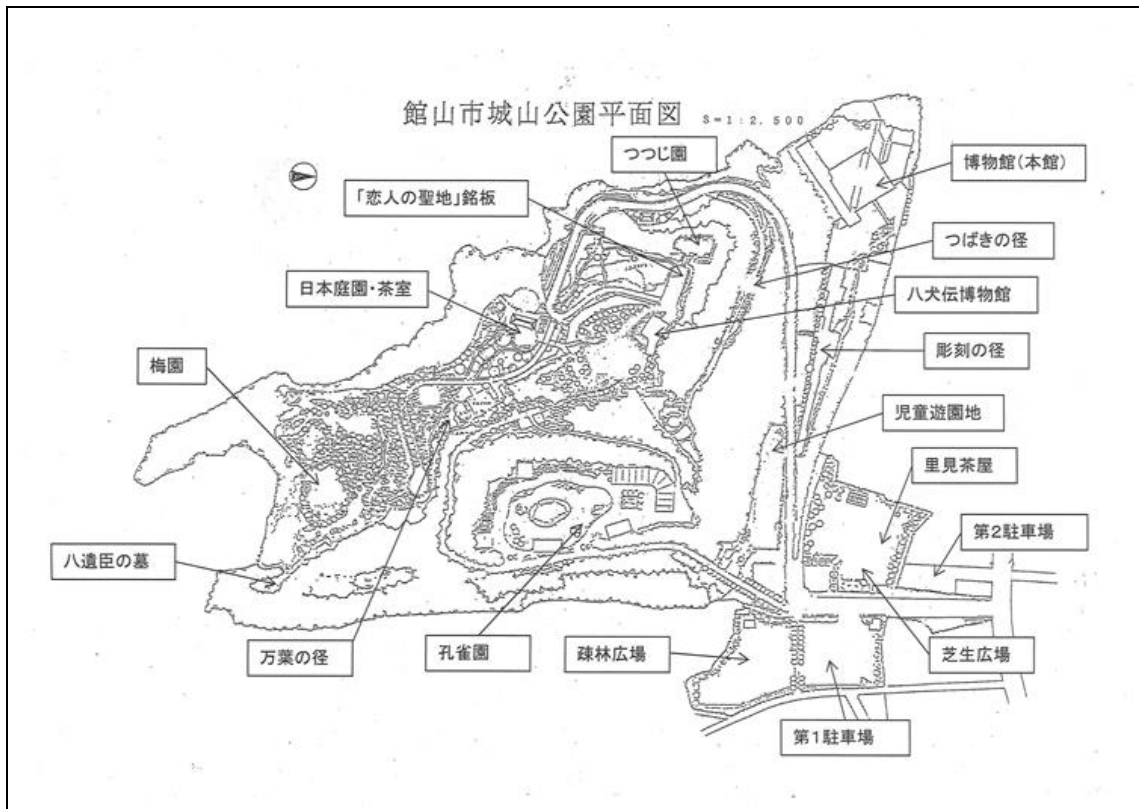 館山市城山公園平面図 S=1:2,500
つつじ園
博物館(本館)
「恋人の聖地」銘板
つばきの径
日本庭園・茶室
八犬伝博物館
彫刻の径
梅園
児童遊園地
里見茶屋
第2駐車場
八遺臣の墓
万葉の径
孔雀園
疎林広場
芝生広場
第1駐車場